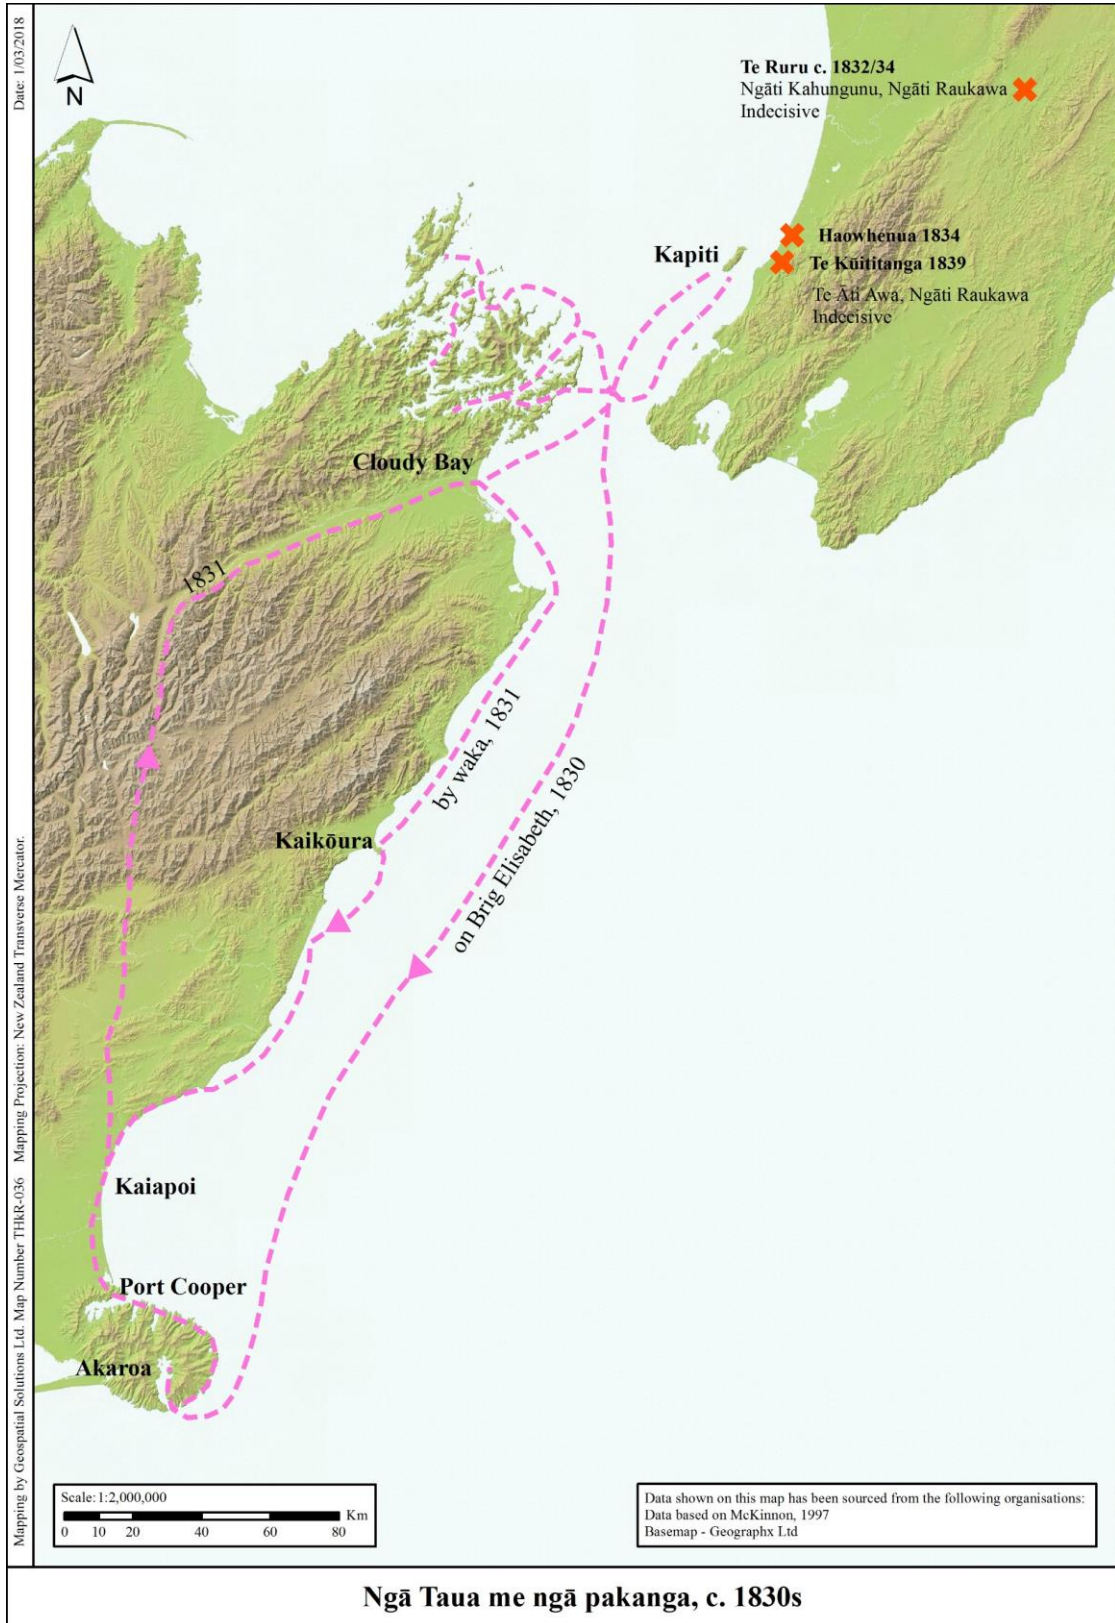 Date: 1/03/2018
N
Te Ruru c. 1832/34
Ngāti Kahungunu, Ngāti Raukawa
Indecisive
Haowhenua 1834
Kapiti
Te Kūititanga 1839
Te Āti Awa, Ngāti Raukawa
Indecisive
Cloudy Bay
1831
by waka, 1831
on Brig Elisabeth, 1830
Kaikōura
Kaiapoi
Port Cooper
Akaroa
Mapping by Geospatial Solutions Ltd. Map Number THkR-036 Mapping Projection: New Zealand Transverse Mercator.
Scale: 1:2,000,000
Km
0 10 20 40 60 80
Data shown on this map has been sourced from the following organisations:
Data based on McKinnon, 1997
Basemap - Geographx Ltd
Ngā Taua me ngā pakanga, c. 1830s